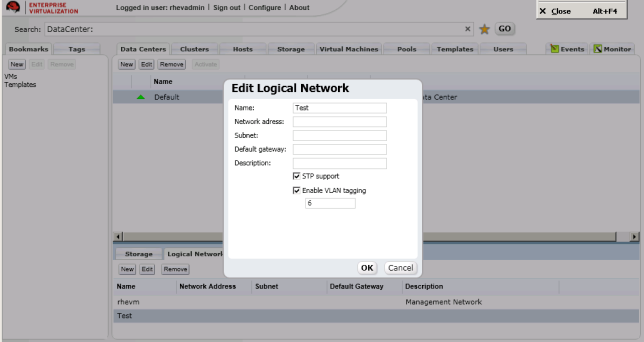 ENTERPRISE
VIRTUALIZATION
Logged in user: rhevadmin | Sign out | Configure | About
X Close Alt+F4
Search: DataCenter: × GO
Bookmarks Tags
Data Centers Clusters Hosts Storage Virtual Machines Pools Templates Users Events Monitor
New Edit Remove
New Edit Remove Activate
VMs
Templates
Name
Default
ata Center
Edit Logical Network
Name: Test
Network adress:
Subnet:
Default gateway:
Description:
STP support
Enable VLAN tagging
6
OK Cancel
Storage Logical Network
New Edit Remove
Name Network Address Subnet Default Gateway Description
rhevm Management Network
Test